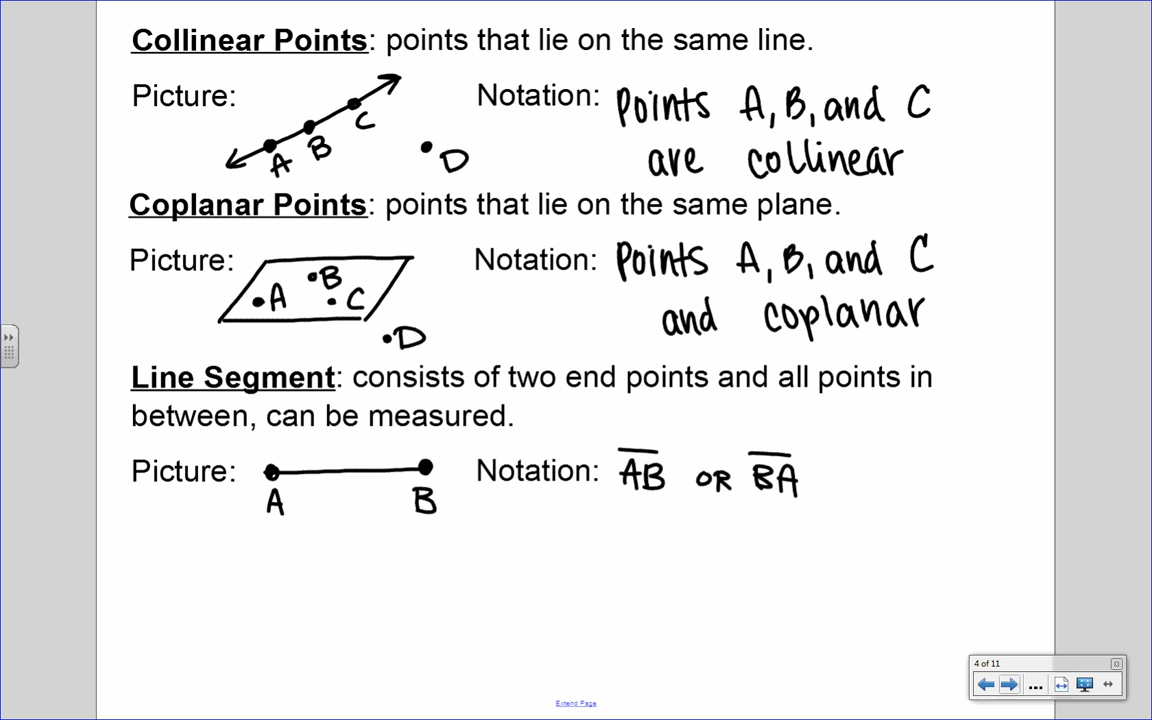 Collinear Points: points that lie on the same line.
Picture:
A B C
D
Notation: Points A, B, and C
are collinear
Coplanar Points: points that lie on the same plane.
Picture:
A B C
D
Notation: Points A, B, and C
and coplanar
Line Segment: consists of two end points and all points in
between, can be measured.
Picture:
A B
Notation: A̅B̅ OR B̅A̅
4 of 11
...
Extend Page